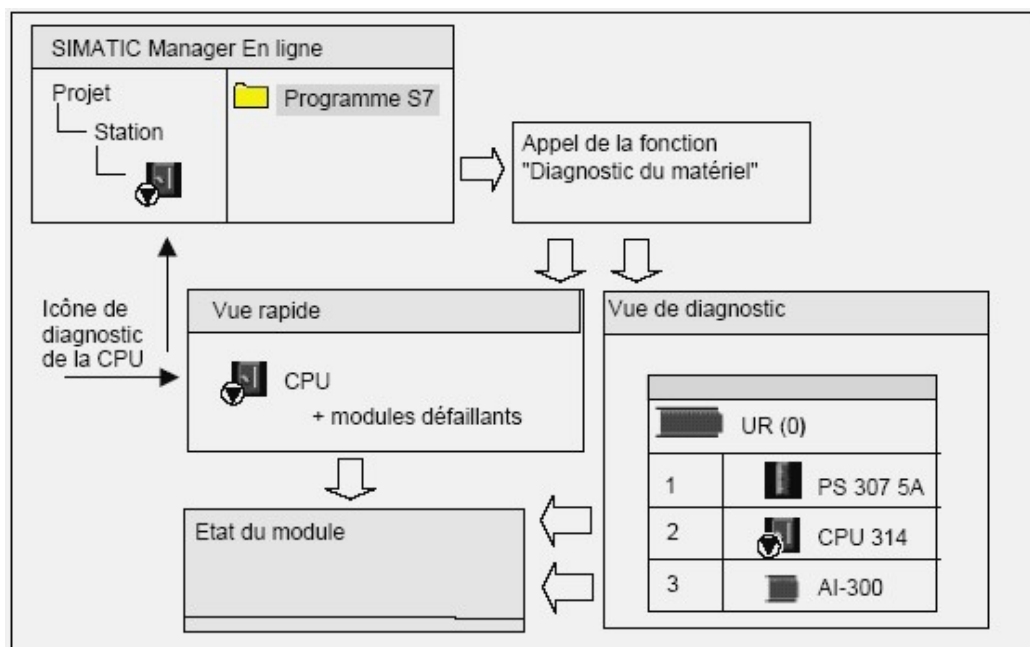 SIMATIC Manager En ligne
Projet
Station
Programme S7
Appel de la fonction
"Diagnostic du matériel"
Icône de
diagnostic
de la CPU
Vue rapide
CPU
+ modules défaillants
Vue de diagnostic
UR (0)
1 PS 307 5A
2 CPU 314
3 AI-300
Etat du module